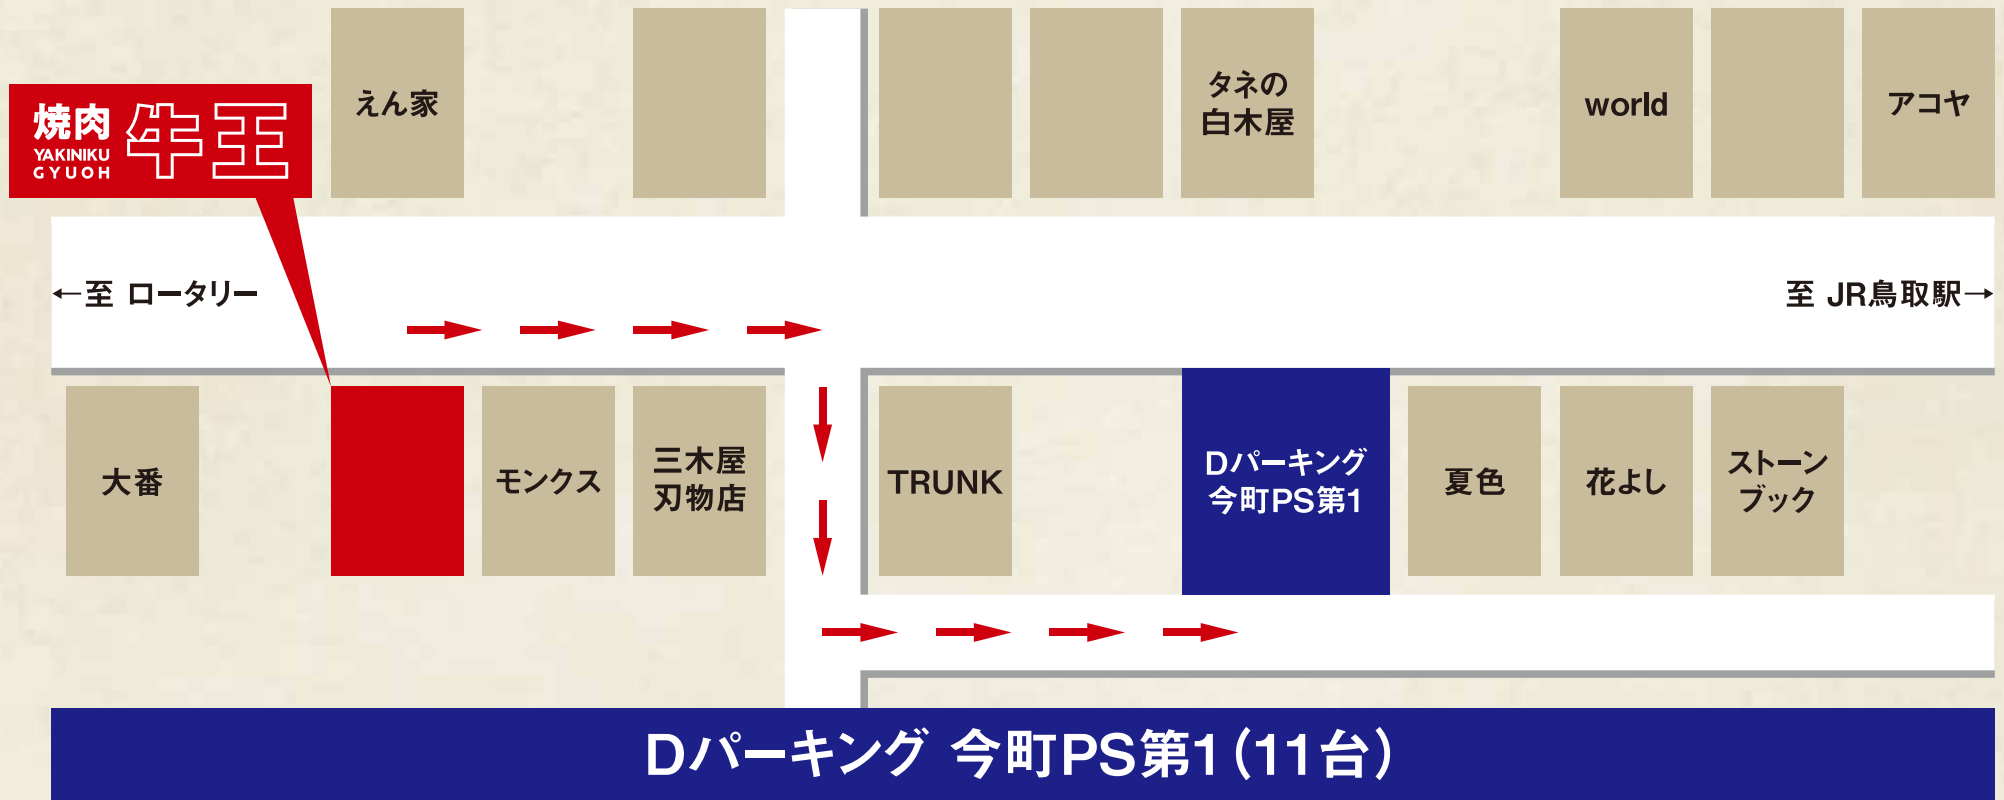 えん家
タネの
白木屋
world
アコヤ
焼肉
YAKINIKU
GYUOH
牛王
←至 ロータリー
至 JR鳥取駅→
大番
モンクス
三木屋
刃物店
TRUNK
Dパーキング
今町PS第1
夏色
花よし
ストーン
ブック
Dパーキング 今町PS第1(11台)